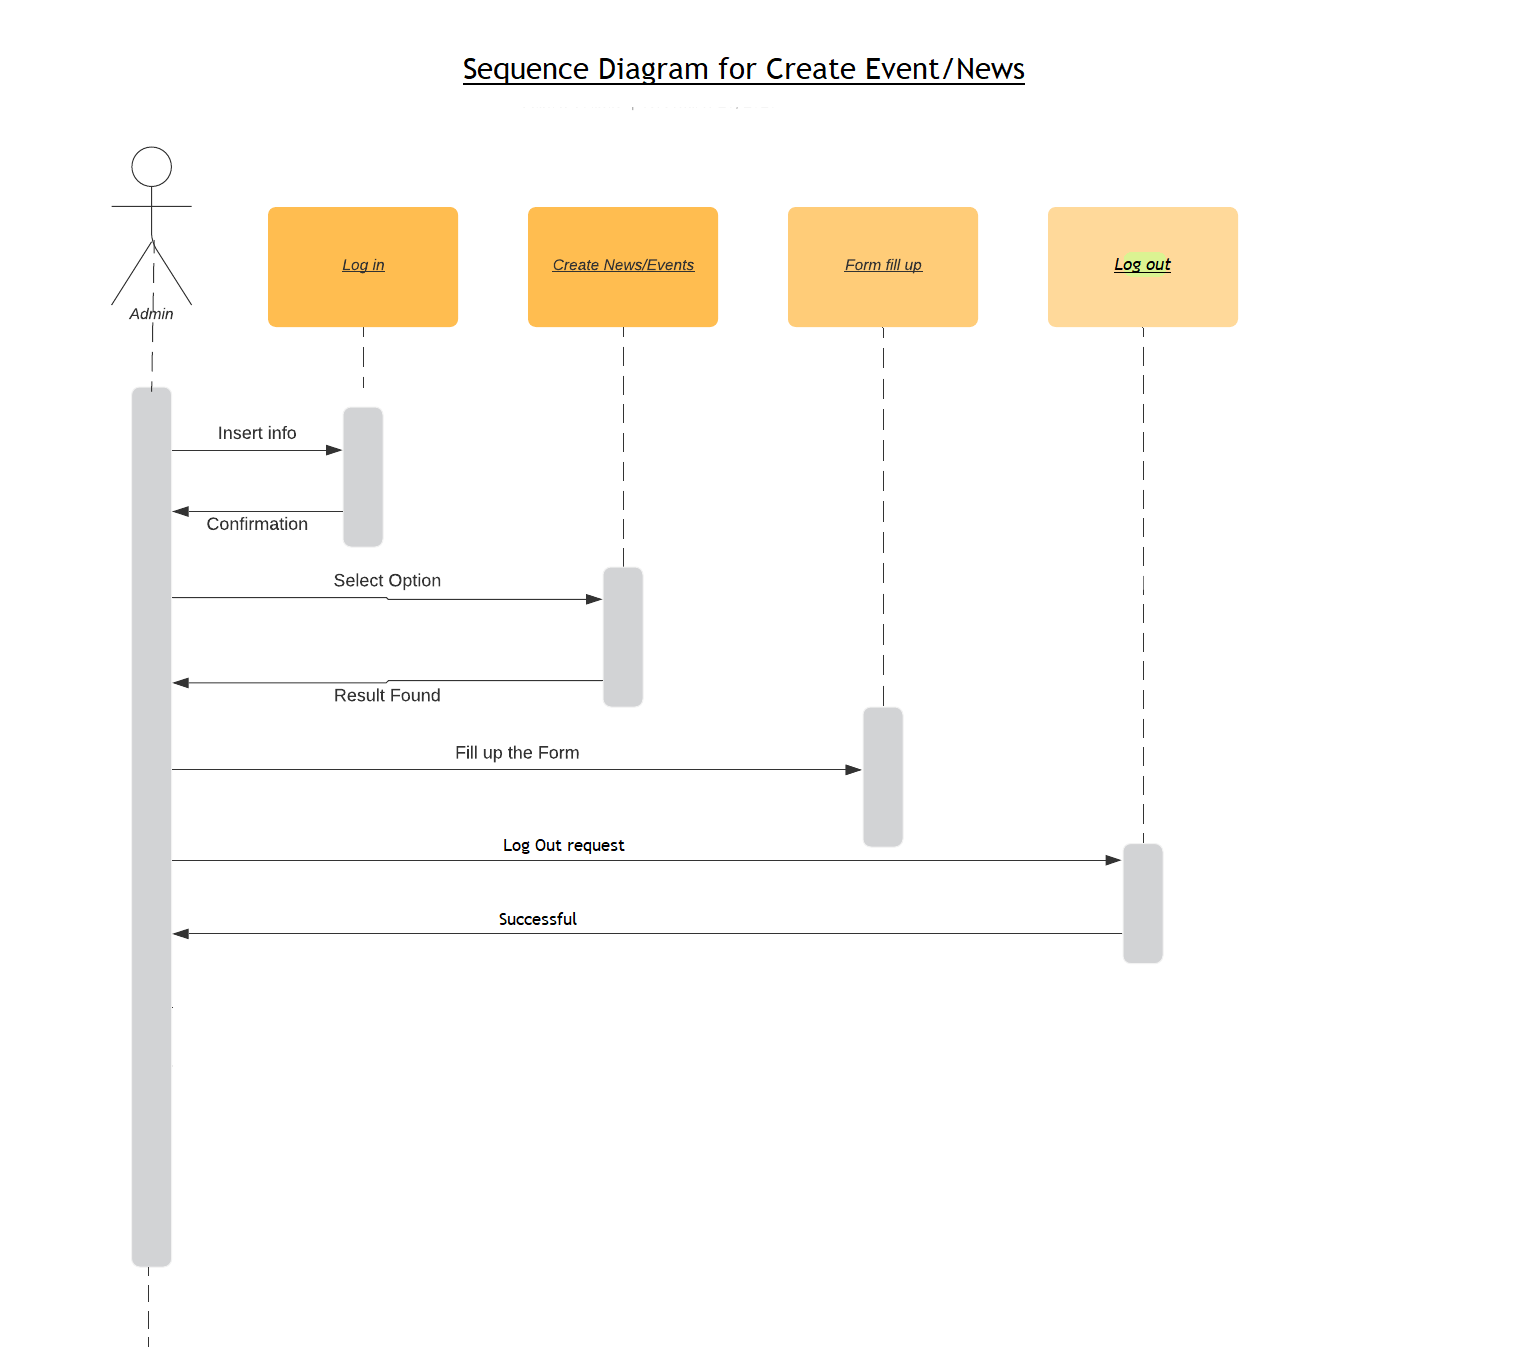 Sequence Diagram for Create Event/News
Log in
Create News/Events
Form fill up
Log out
Admin
Insert info
Confirmation
Select Option
Result Found
Fill up the Form
Log Out request
Successful